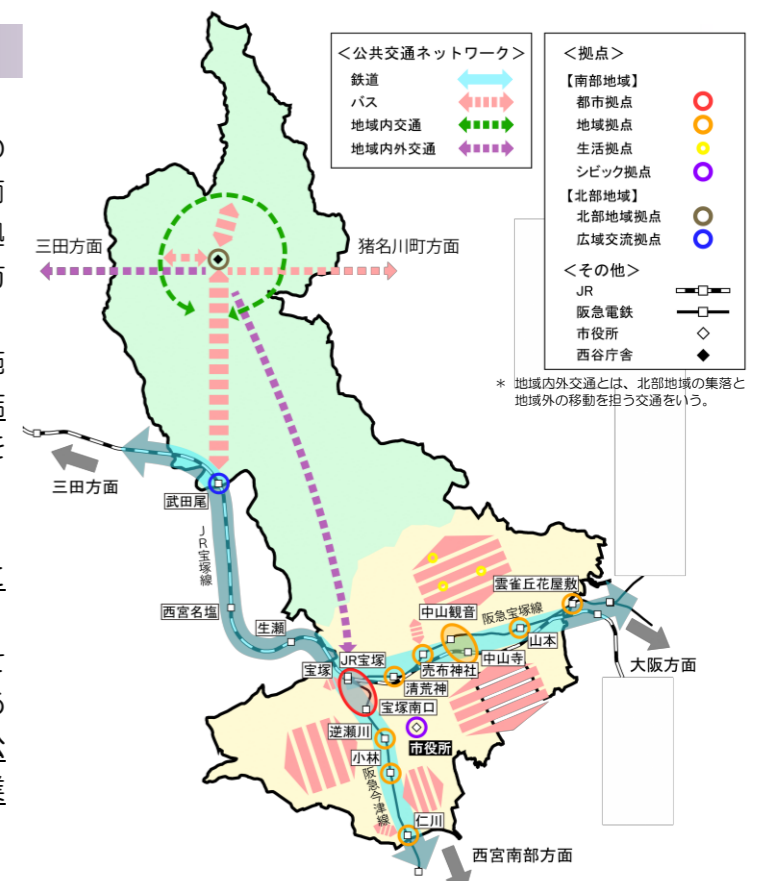 ＜公共交通ネットワーク＞
鉄道
バス
地域内交通
地域内外交通
＜拠点＞
【南部地域】
都市拠点
地域拠点
生活拠点
シビック拠点
【北部地域】
北部地域拠点
広域交流拠点
＜その他＞
JR
阪急電鉄
市役所
西谷庁舎
＊ 地域内外交通とは、北部地域の集落と
地域外の移動を担う交通をいう。
三田方面
猪名川町方面
三田方面
武田尾
JR宝塚線
西宮名塩
生瀬
宝塚
JR宝塚
清荒神
売布神社
中山観音
中山寺
阪急宝塚線
山本
雲雀丘花屋敷
大阪方面
宝塚南口
逆瀬川
市役所
小林
阪急今津線
仁川
西宮南部方面